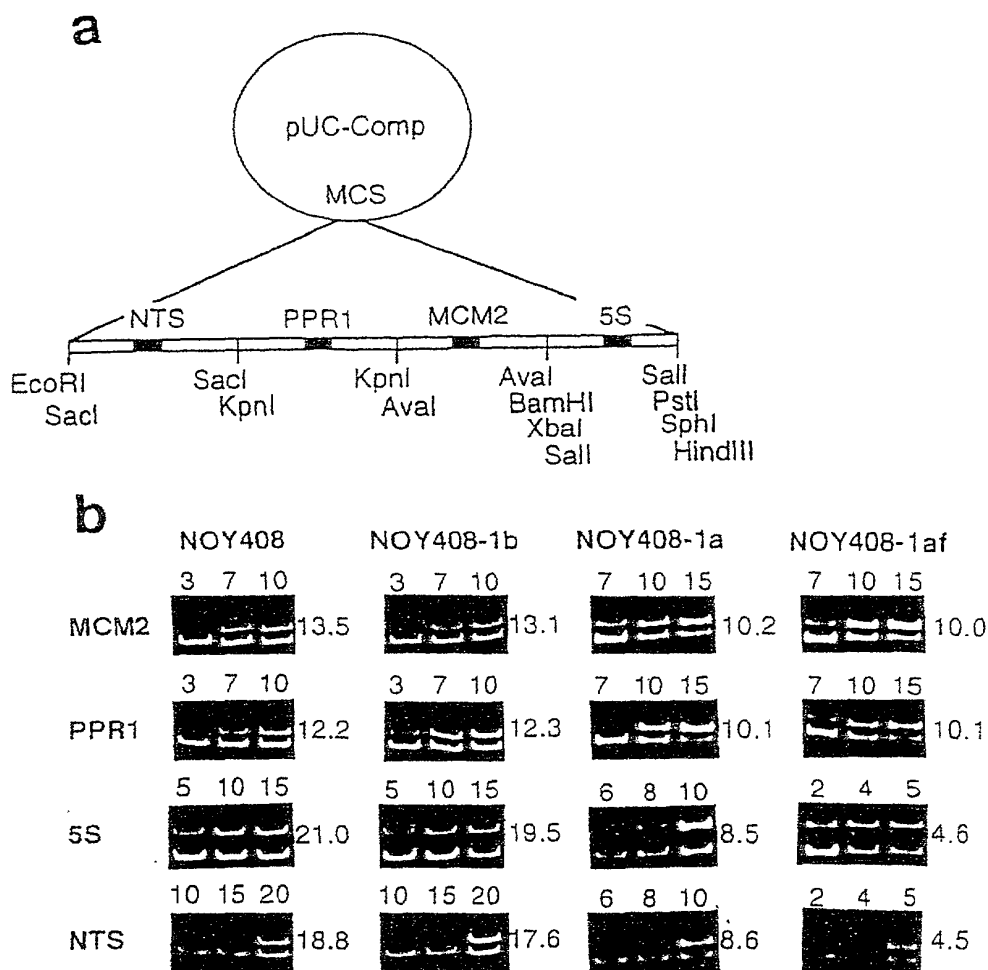 a
pUC-Comp
MCS
NTS PPR1 MCM2 5S
EcoRI SacI KpnI AvaI SalI
SacI KpnI AvaI BamHI PstI
XbaI SphI
SalI HindIII
b
NOY408 NOY408-1b NOY408-1a NOY408-1af
3 7 10 3 7 10 7 10 15 7 10 15
MCM2 13.5 13.1 10.2 10.0
3 7 10 3 7 10 7 10 15 7 10 15
PPR1 12.2 12.3 10.1 10.1
5 10 15 5 10 15 6 8 10 2 4 5
5S 21.0 19.5 8.5 4.6
10 15 20 10 15 20 6 8 10 2 4 5
NTS 18.8 17.6 8.6 4.5